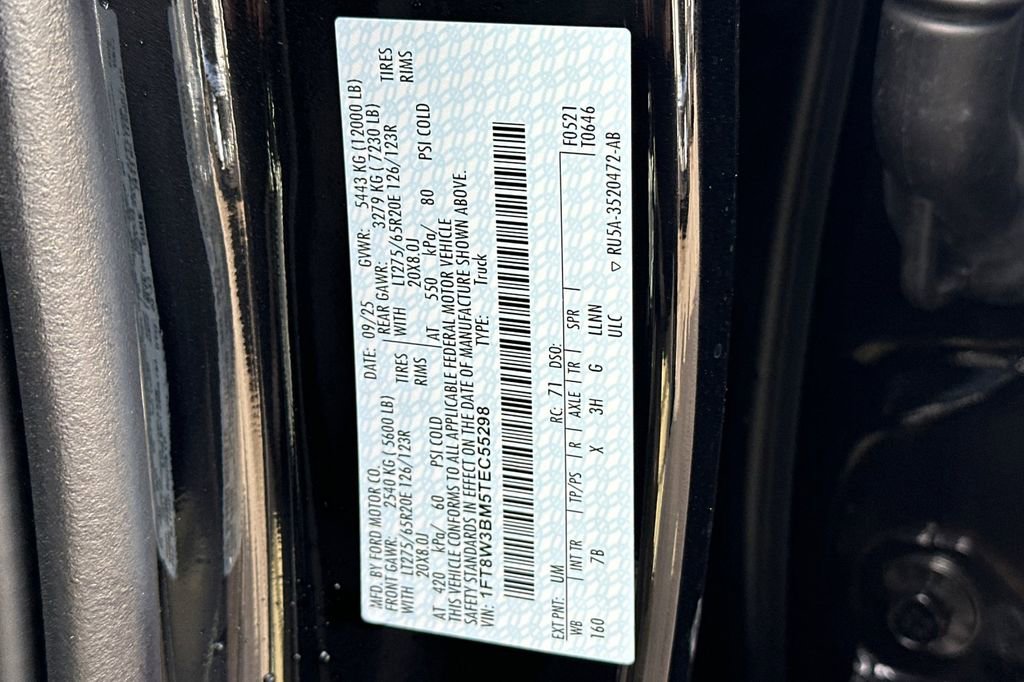 MFD. BY FORD MOTOR CO. DATE: 09/25 GVWR: 5443 KG (12000 LB)
FRONT GAWR: 2540 KG ( 5600 LB) REAR GAWR: 3279 KG ( 7230 LB)
WITH LT275/65R20E 126/123R TIRES WITH LT275/65R20E 126/123R TIRES
20X8.0J RIMS 20X8.0J RIMS
AT 420 kPa/ 60 PSI COLD AT 550 kPa/ 80 PSI COLD
THIS VEHICLE CONFORMS TO ALL APPLICABLE FEDERAL MOTOR VEHICLE
SAFETY STANDARDS IN EFFECT ON THE DATE OF MANUFACTURE SHOWN ABOVE.
VIN: 1FT8W3BM5TEC55298 TYPE: Truck
EXT PNT: UM RC: 71 DSO: F0521
WB INT TR TP/PS R AXLE TR SPR T0646
160 7B X 3H G LLNN
ULC ▽ RU5A-3520472-AB